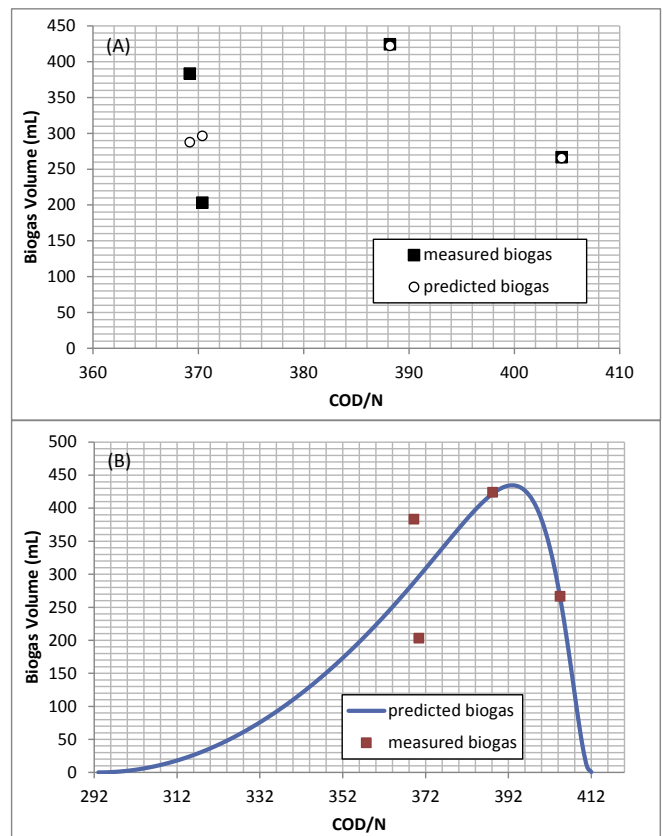 (A)
Biogas Volume (mL)
450
400
350
300
250
200
150
100
50
0
measured biogas
predicted biogas
360 370 380 390 400 410
COD/N
(B)
Biogas Volume (mL)
500
450
400
350
300
250
200
150
100
50
0
predicted biogas
measured biogas
292 312 332 352 372 392 412
COD/N